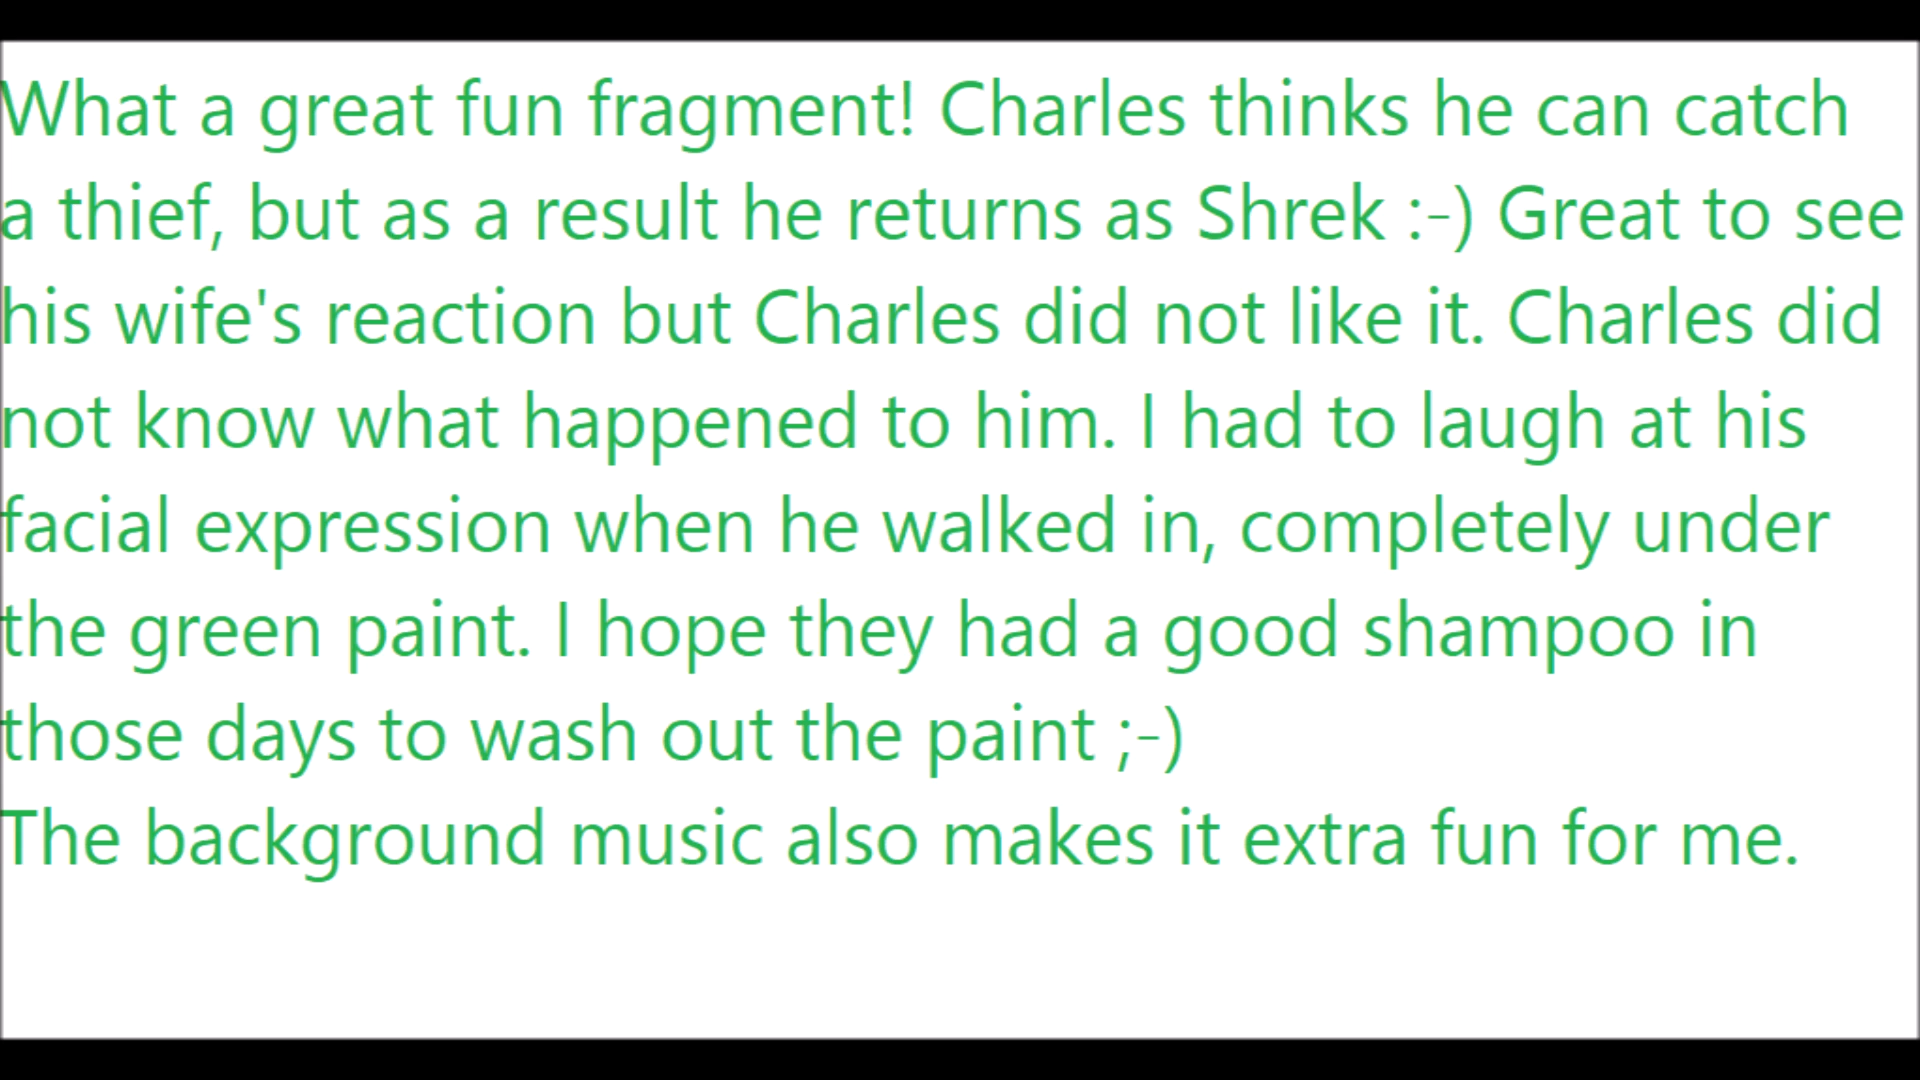 What a great fun fragment! Charles thinks he can catch
a thief, but as a result he returns as Shrek :-) Great to see
his wife's reaction but Charles did not like it. Charles did
not know what happened to him. I had to laugh at his
facial expression when he walked in, completely under
the green paint. I hope they had a good shampoo in
those days to wash out the paint ;-)
The background music also makes it extra fun for me.